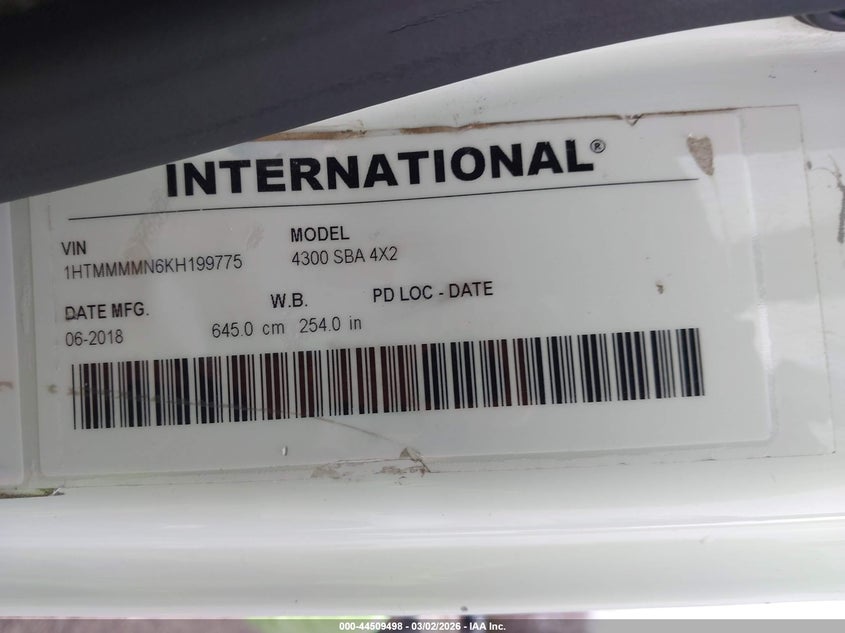 INTERNATIONAL®
VIN
1HTMMMMN6KH199775
MODEL
4300 SBA 4X2
DATE MFG.
06-2018
W.B.
645.0 cm 254.0 in
PD LOC - DATE
000-44509498 - 03/02/2026 - IAA Inc.